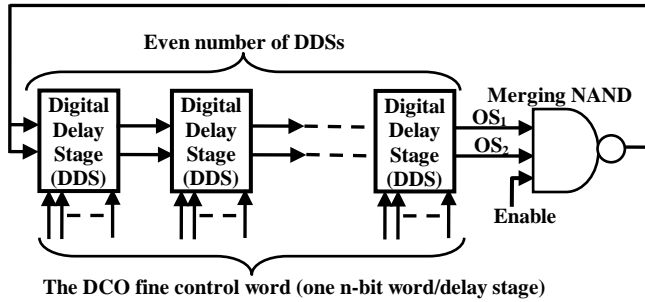 Even number of DDSs
Digital
Delay
Stage
(DDS)
Digital
Delay
Stage
(DDS)
Digital
Delay
Stage
(DDS)
OS1
OS2
Merging NAND
Enable
The DCO fine control word (one n-bit word/delay stage)